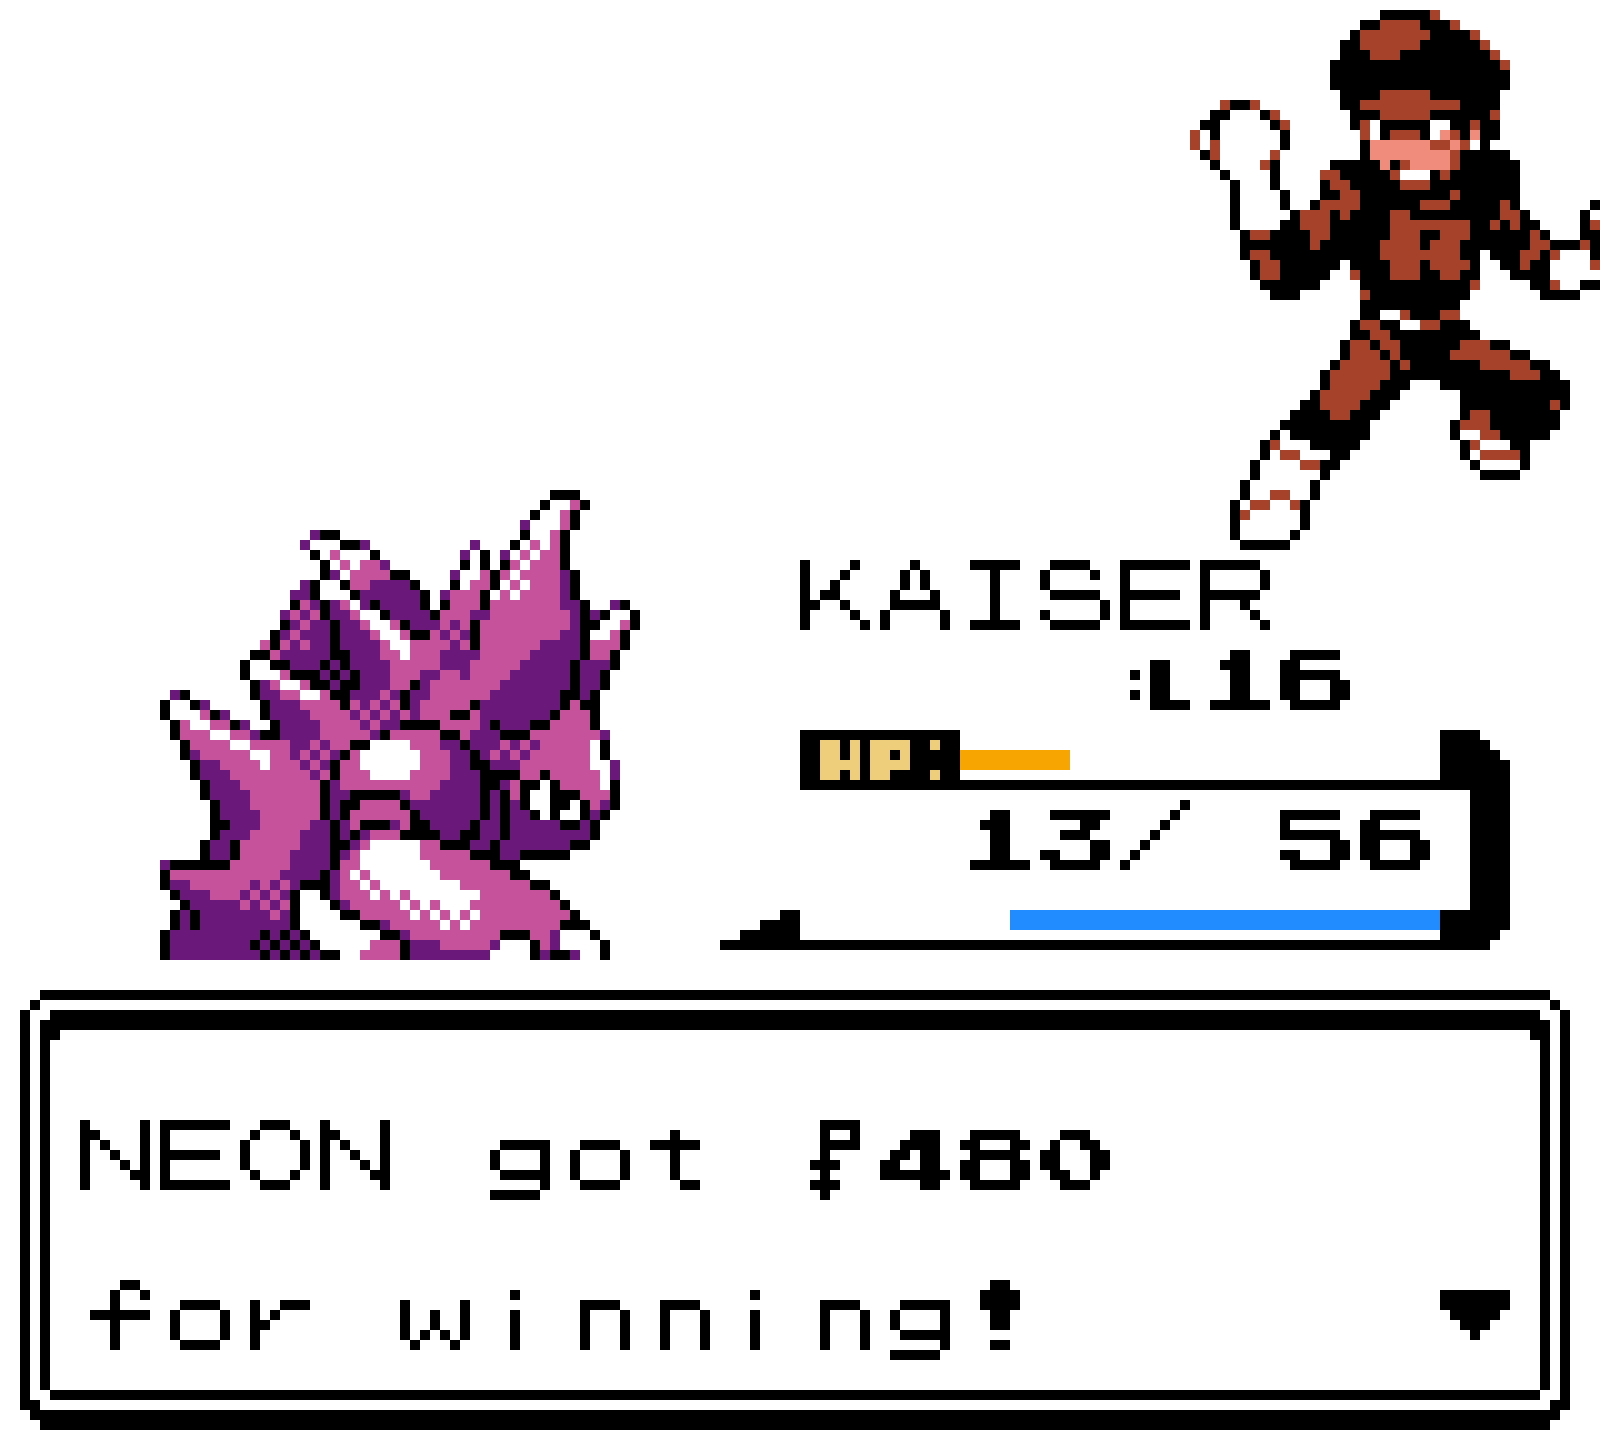 R
KAISER
:L16
HP:
13/ 56
NEON got ₽480
for winning!